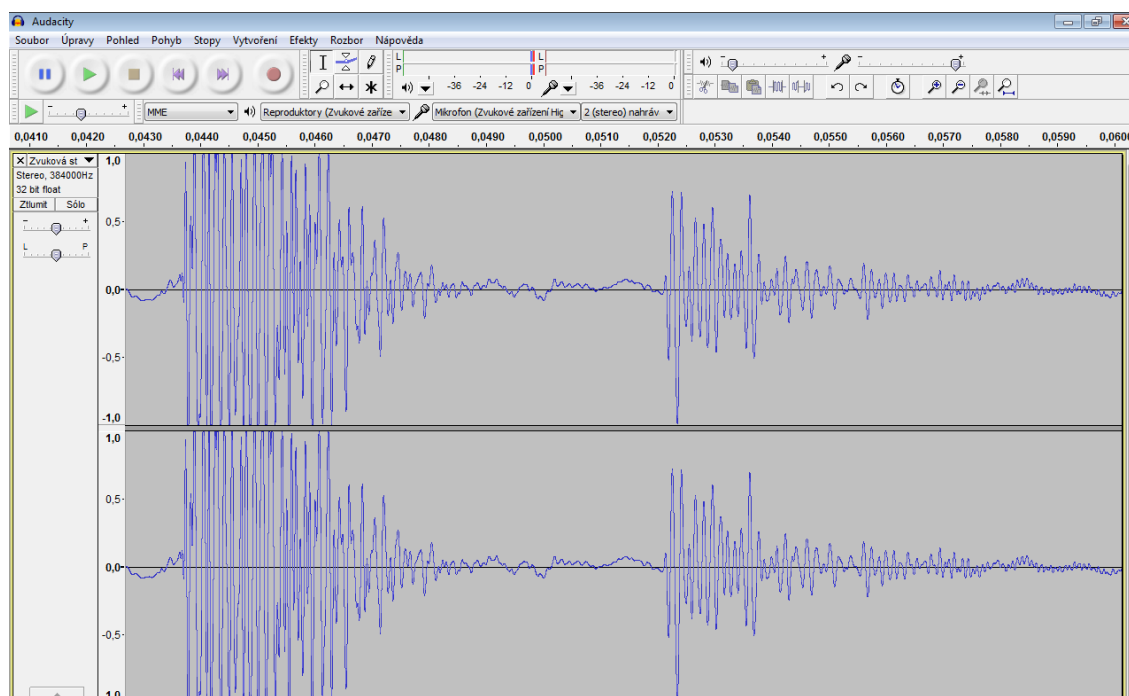 Audacity
Soubor Úpravy Pohled Pohyb Stopy Vytvoření Efekty Rozbor Nápověda
L L
P P
-36 -24 -12 0 -36 -24 -12 0
MME Reproduktory (Zvukové zaříze Mikrofon (Zvukové zařízení Hig 2 (stereo) nahráv
0,0410 0,0420 0,0430 0,0440 0,0450 0,0460 0,0470 0,0480 0,0490 0,0500 0,0510 0,0520 0,0530 0,0540 0,0550 0,0560 0,0570 0,0580 0,0590 0,0600
Zvuková st 1,0
Stereo, 384000Hz
32 bit float
Ztlumit Sólo
- +
0,5
L P
0,0
-0,5
-1,0
1,0
0,5
0,0
-0,5